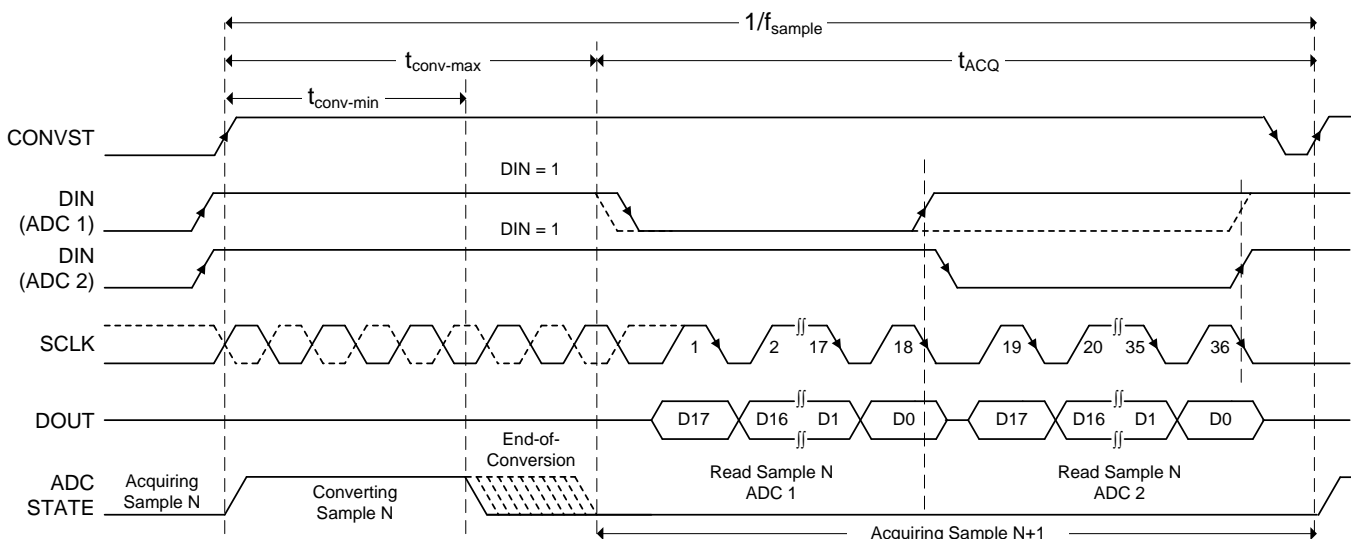 1/fsample
tconv-max
tACQ
tconv-min
CONVST
DIN = 1
DIN
(ADC 1)
DIN = 1
DIN
(ADC 2)
SCLK
1 2 17 18 19 20 35 36
DOUT
D17 D16 D1 D0 D17 D16 D1 D0
End-of-
Conversion
ADC
STATE
Acquiring
Sample N
Converting
Sample N
Read Sample N
ADC 1
Read Sample N
ADC 2
Acquiring Sample N+1